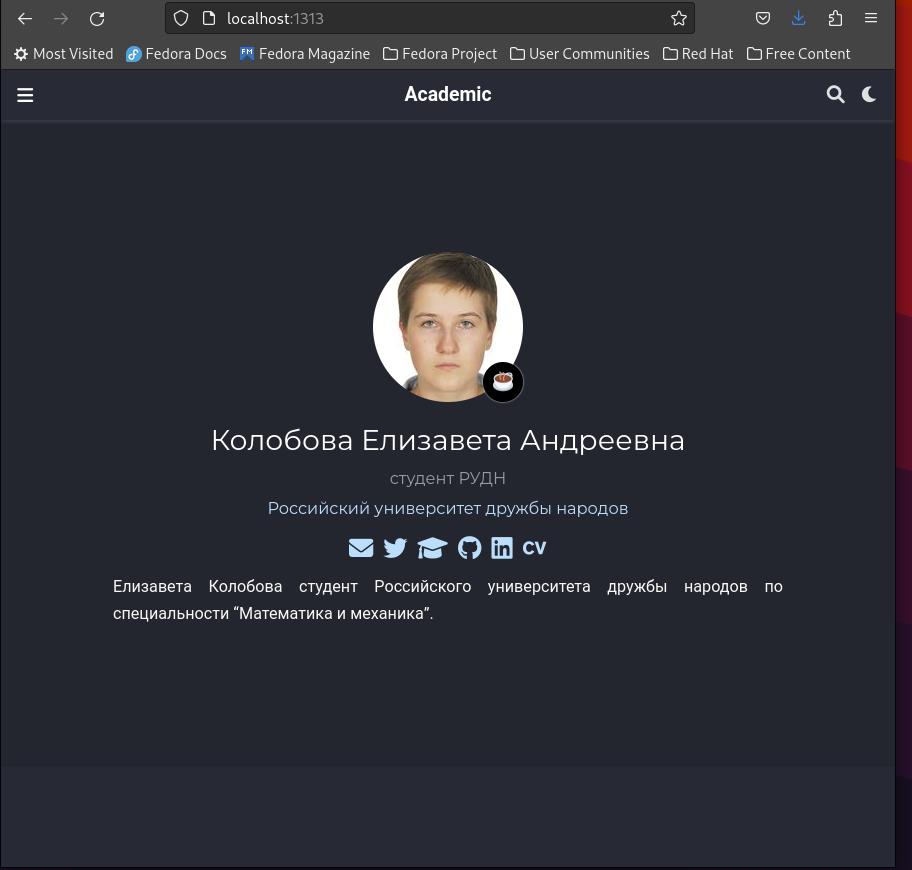 localhost:1313
Most Visited Fedora Docs Fedora Magazine Fedora Project User Communities Red Hat Free Content
Academic
Колобова Елизавета Андреевна
студент РУДН
Российский университет дружбы народов
CV
Елизавета Колобова студент Российского университета дружбы народов по
специальности “Математика и механика”.